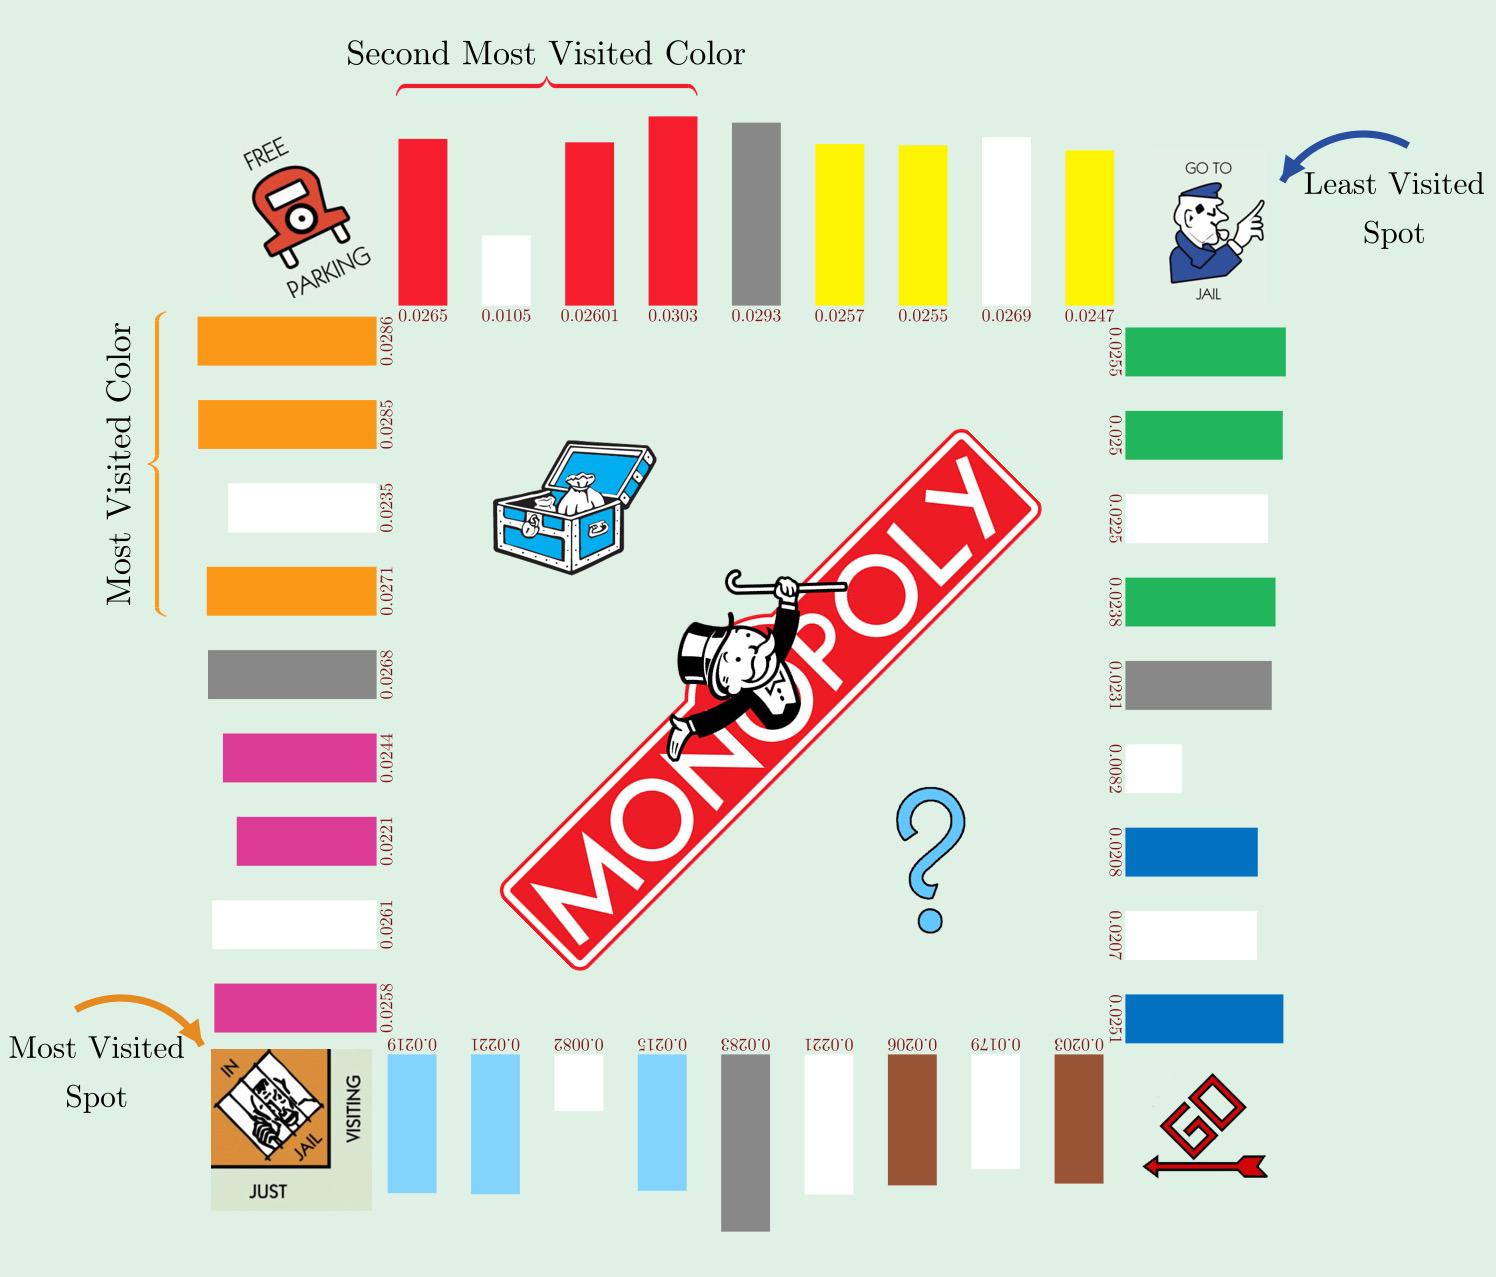 Second Most Visited Color
FREE
PARKING
GO TO
JAIL
Least Visited
Spot
0.0265 0.0105 0.02601 0.0303 0.0293 0.0257 0.0255 0.0269 0.0247
Most Visited Color
0.0286
0.0285
0.0235
0.0271
0.0268
0.0244
0.0221
0.0261
0.0258
0.0255
0.025
0.0225
0.0238
0.0231
0.0082
0.0208
0.0207
0.0251
MONOPOLY
?
Most Visited
Spot
IN
JAIL
JUST
VISITING
0.0219 0.0221 0.0082 0.0215 0.0283 0.0221 0.0206 0.0179 0.0203
GO